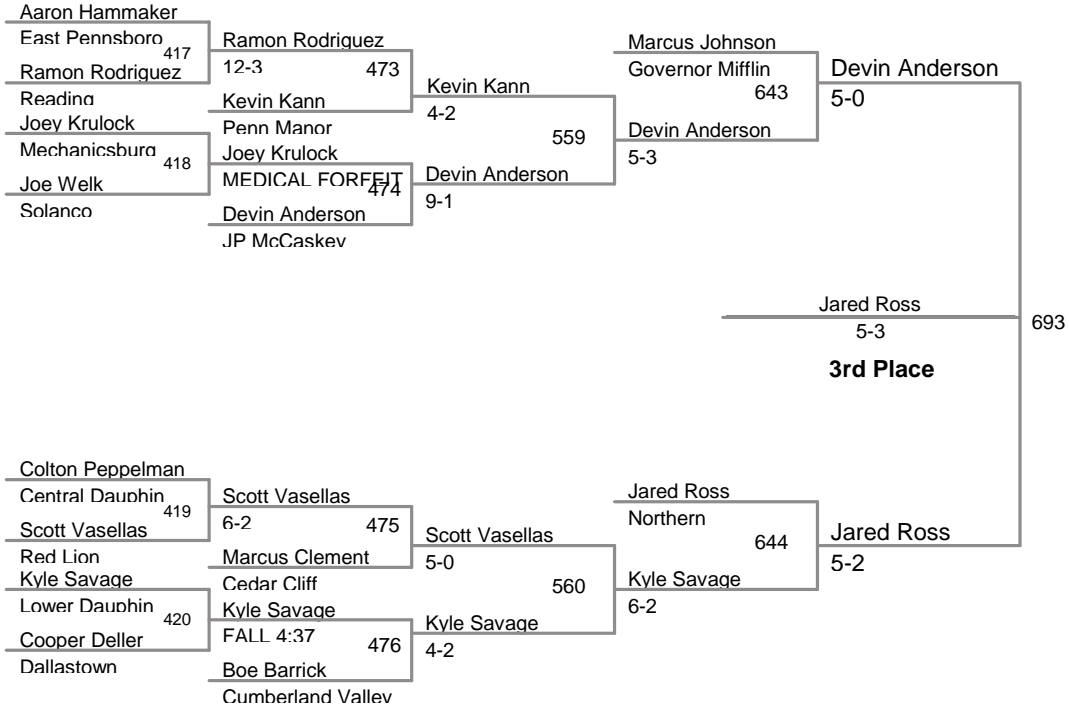 Aaron Hammaker
East Pennsboro
417
Ramon Rodriguez
Reading
Joey Krulock
Mechanicsburg
418
Joe Welk
Solanco
Ramon Rodriguez
12-3
473
Kevin Kann
Penn Manor
Joey Krulock
MEDICAL FORFEIT
474
Devin Anderson
JP McCaskey
Kevin Kann
4-2
559
Devin Anderson
9-1
Marcus Johnson
Governor Mifflin
643
Devin Anderson
5-3
Devin Anderson
5-0
Jared Ross
5-3
693
3rd Place
Colton Peppelman
Central Dauphin
419
Scott Vasellas
Red Lion
Kyle Savage
Lower Dauphin
420
Cooper Deller
Dallastown
Scott Vasellas
6-2
475
Marcus Clement
Cedar Cliff
Kyle Savage
FALL 4:37
476
Boe Barrick
Cumberland Valley
Scott Vasellas
5-0
560
Kyle Savage
4-2
Jared Ross
Northern
644
Kyle Savage
6-2
Jared Ross
5-2